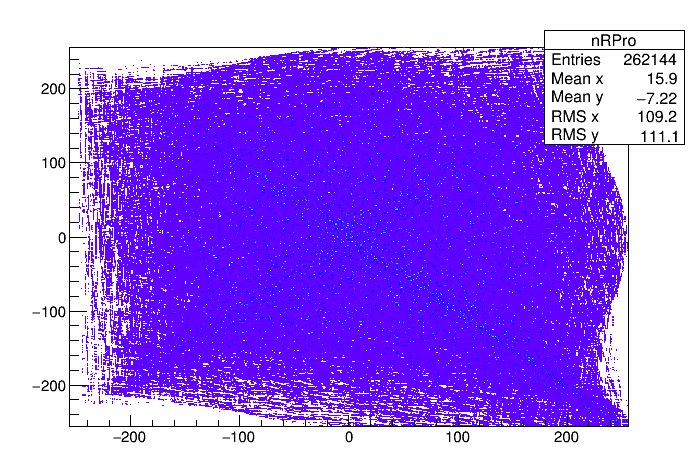 nRPro
Entries 262144
Mean x 15.9
Mean y −7.22
RMS x 109.2
RMS y 111.1
200
100
0
−100
−200
−200 −100 0 100 200